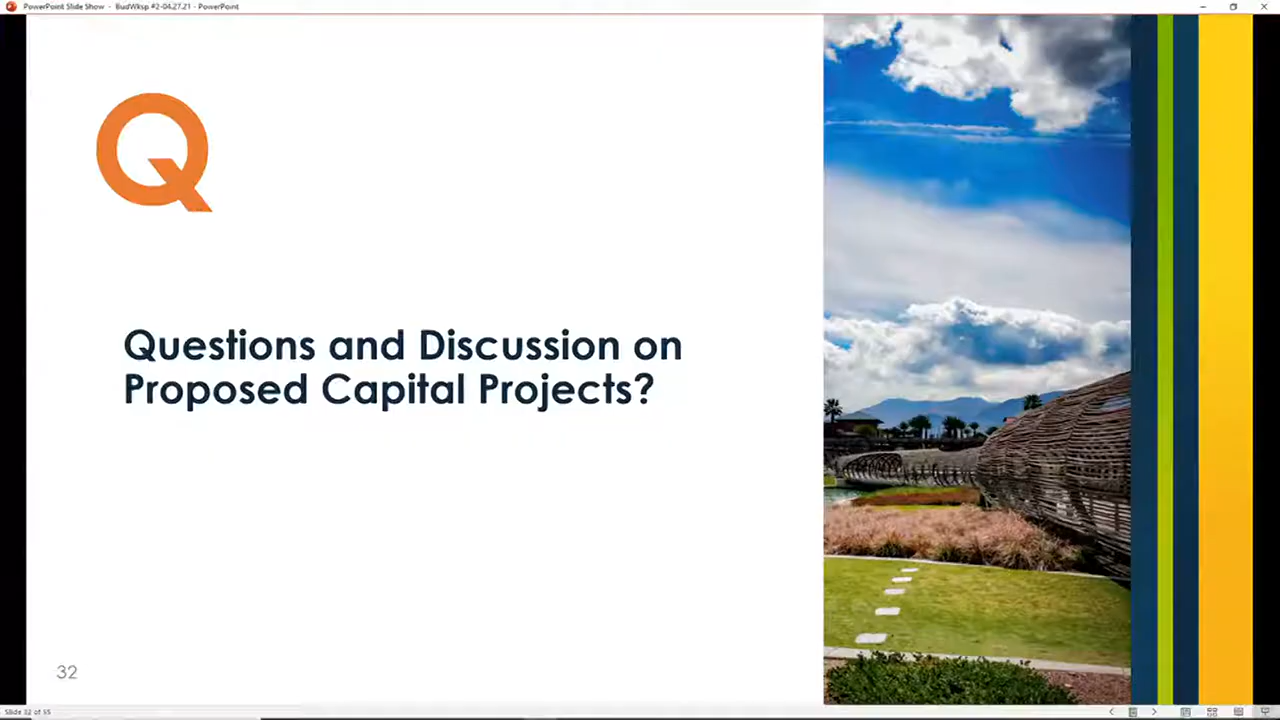 PowerPoint Slide Show - BudWksp #2-04.27.21 - PowerPoint
Q
Questions and Discussion on
Proposed Capital Projects?
32
Slide 32 of 55